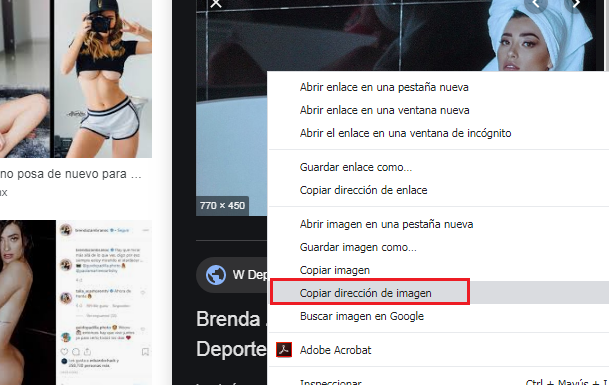 no posa de nuevo para ...
ax
770 × 450
W Dep
Brenda
Deporte
Abrir enlace en una pestaña nueva
Abrir enlace en una ventana nueva
Abrir el enlace en una ventana de incógnito
Guardar enlace como...
Copiar dirección de enlace
Abrir imagen en una pestaña nueva
Guardar imagen como...
Copiar imagen
Copiar dirección de imagen
Buscar imagen en Google
Adobe Acrobat
Inspeccionar
Ctrl + Mayús + I